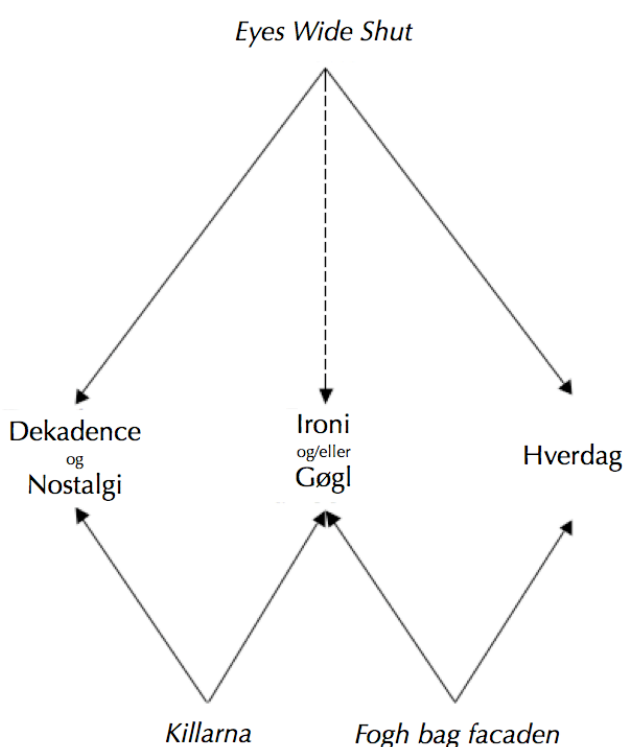 Eyes Wide Shut
Dekadence
og
Nostalgi
Ironi
og/eller
Gøgl
Hverdag
Killarna
Fogh bag facaden